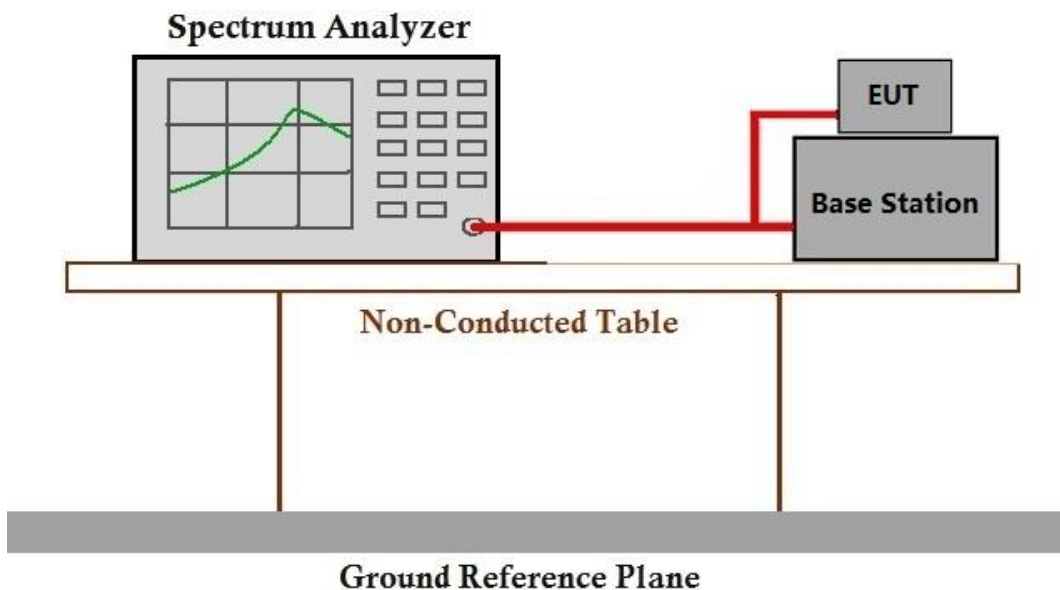 Spectrum Analyzer
EUT
Base Station
Non-Conducted Table
Ground Reference Plane